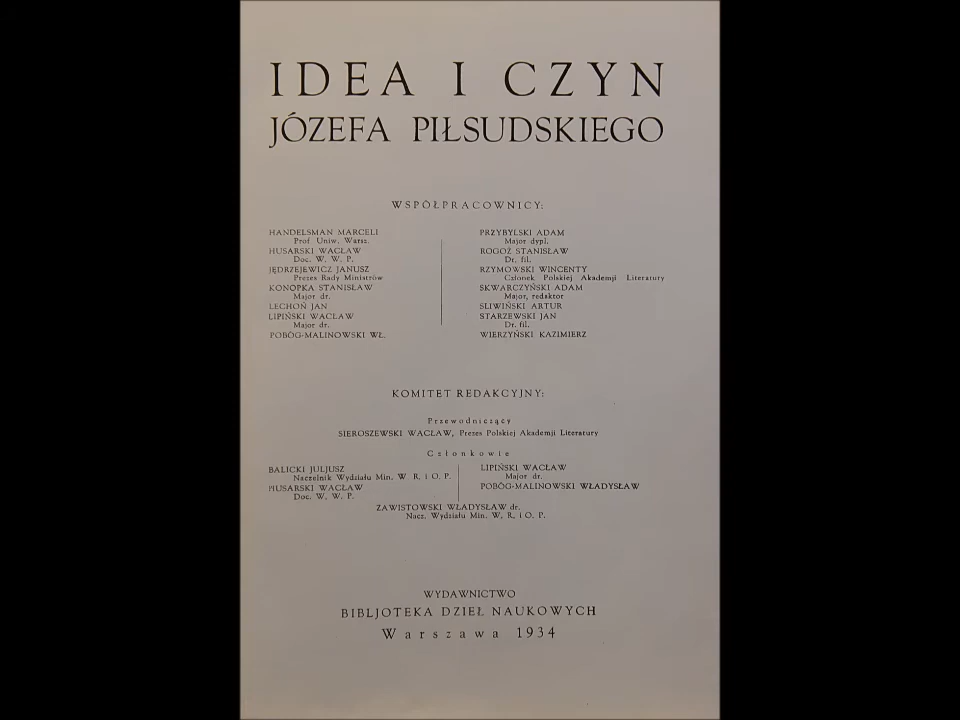 IDEA I CZYN
JÓZEFA PIŁSUDSKIEGO
WSPÓŁPRACOWNICY:
HANDELSMAN MARCELI
Prof. Uniw. Warsz.
HUSARSKI WACŁAW
Doc. W. W. P.
JĘDRZEJEWICZ JANUSZ
Prezes Rady Ministrów
KONOPKA STANISŁAW
Major dr.
LECHOŃ JAN
LIPIŃSKI WACŁAW
Major dr.
POBÓG-MALINOWSKI WŁ.
PRZYBYLSKI ADAM
Major dypl.
ROGOŻ STANISŁAW
Dr. fil.
RZYMOWSKI WINCENTY
Członek Polskiej Akademji Literatury
SKWARCZYŃSKI ADAM
Major, redaktor
SLIWIŃSKI ARTUR
STARZEWSKI JAN
Dr. fil.
WIERZYŃSKI KAZIMIERZ
KOMITET REDAKCYJNY:
Przewodniczący
SIEROSZEWSKI WACŁAW, Prezes Polskiej Akademji Literatury
Członkowie
BALICKI JULJUSZ
Naczelnik Wydziału Min. W. R. i O. P.
HUSARSKI WACŁAW
Doc. W. W. P.
LIPIŃSKI WACŁAW
Major dr.
POBÓG-MALINOWSKI WŁADYSŁAW
ZAWISTOWSKI WŁADYSŁAW dr.
Nacz. Wydziału Min. W. R. i O. P.
WYDAWNICTWO
BIBLJOTEKA DZIEŁ NAUKOWYCH
Warszawa 1934